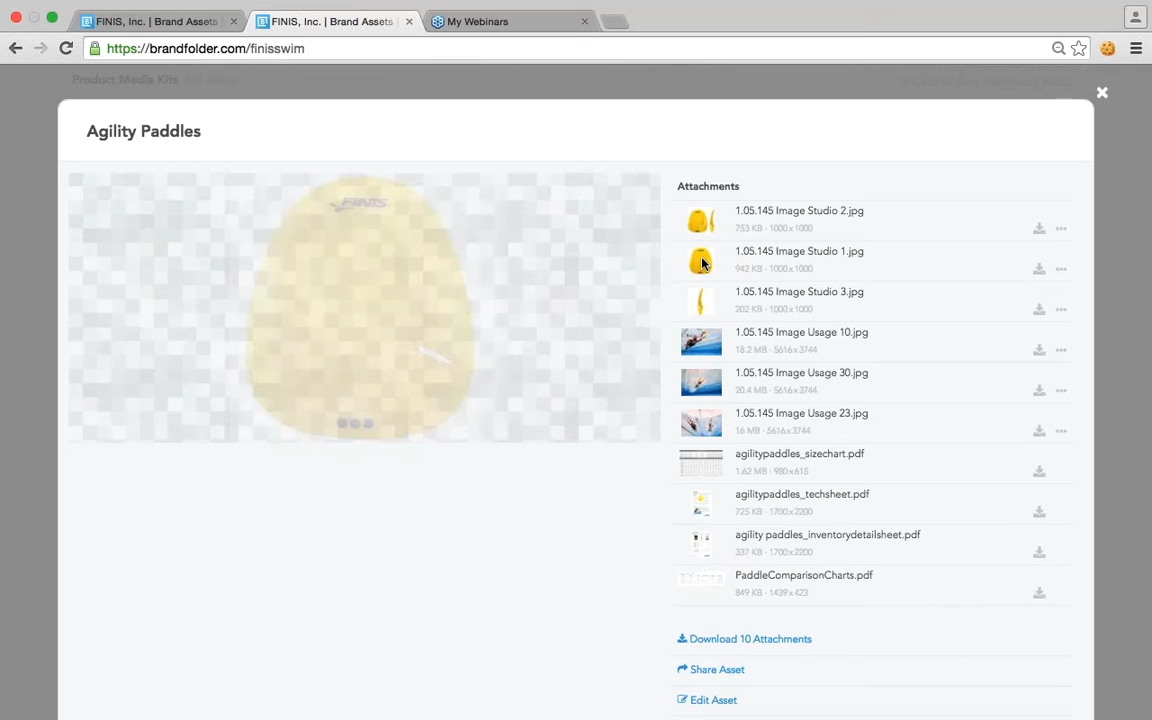 FINIS, Inc. | Brand Assets
FINIS, Inc. | Brand Assets
My Webinars
https://brandfolder.com/finisswim
Product Media Kits
Agility Paddles
FINIS
Attachments
1.05.145 Image Studio 2.jpg
753 KB · 1000x1000
1.05.145 Image Studio 1.jpg
942 KB · 1000x1000
1.05.145 Image Studio 3.jpg
202 KB · 1000x1000
1.05.145 Image Usage 10.jpg
18.2 MB · 5616x3744
1.05.145 Image Usage 30.jpg
20.4 MB · 5616x3744
1.05.145 Image Usage 23.jpg
16 MB · 5616x3744
agilitypaddles_sizechart.pdf
1.62 MB · 980x615
agilitypaddles_techsheet.pdf
725 KB · 1700x2200
agility paddles_inventorydetailsheet.pdf
337 KB · 1700x2200
PaddleComparisonCharts.pdf
849 KB · 1439x423
Download 10 Attachments
Share Asset
Edit Asset